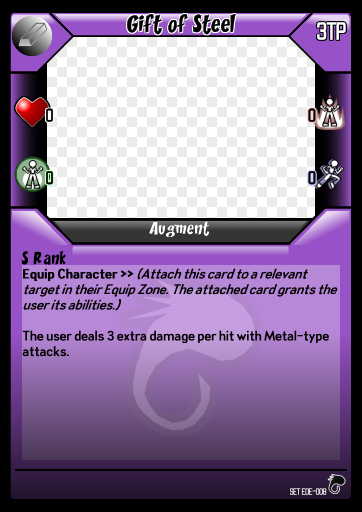 Gift of Steel
3TP
0
0
0
0
Augment
S Rank
Equip Character >> (Attach this card to a relevant
target in their Equip Zone. The attached card grants the
user its abilities.)
The user deals 3 extra damage per hit with Metal-type
attacks.
SET EOE-008